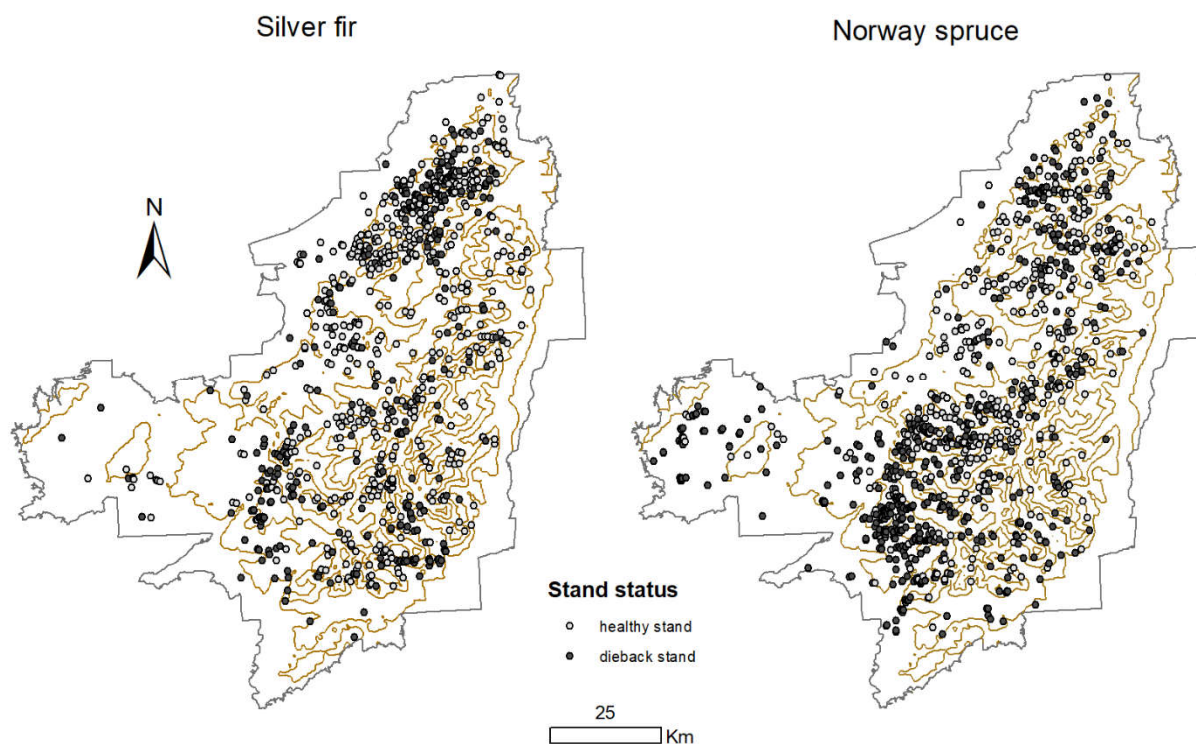 Silver fir
Norway spruce
N
Stand status
healthy stand
dieback stand
25
Km